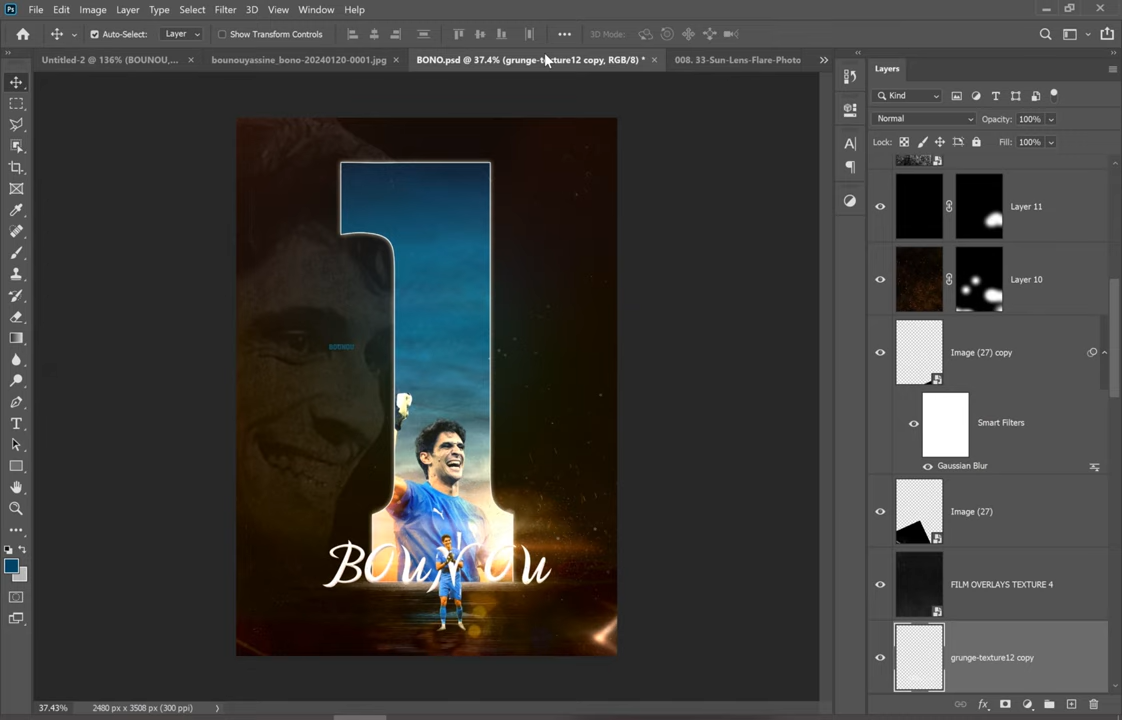 Ps File Edit Image Layer Type Select Filter 3D View Window Help
Auto-Select: Layer Show Transform Controls 3D Mode:
Untitled-2 @ 136% (BOUNOU,... × bounouyassine_bono-20240120-0001.jpg × BONO.psd @ 37.4% (grunge-texture12 copy, RGB/8) * × 008. 33-Sun-Lens-Flare-Photo
Layers
Kind
Normal Opacity: 100%
Lock: Fill: 100%
Layer 11
Layer 10
Image (27) copy
Smart Filters
Gaussian Blur
Image (27)
FILM OVERLAYS TEXTURE 4
grunge-texture12 copy
1
BOUNOU
BOUNOU
37.43% 2480 px x 3508 px (300 ppi)